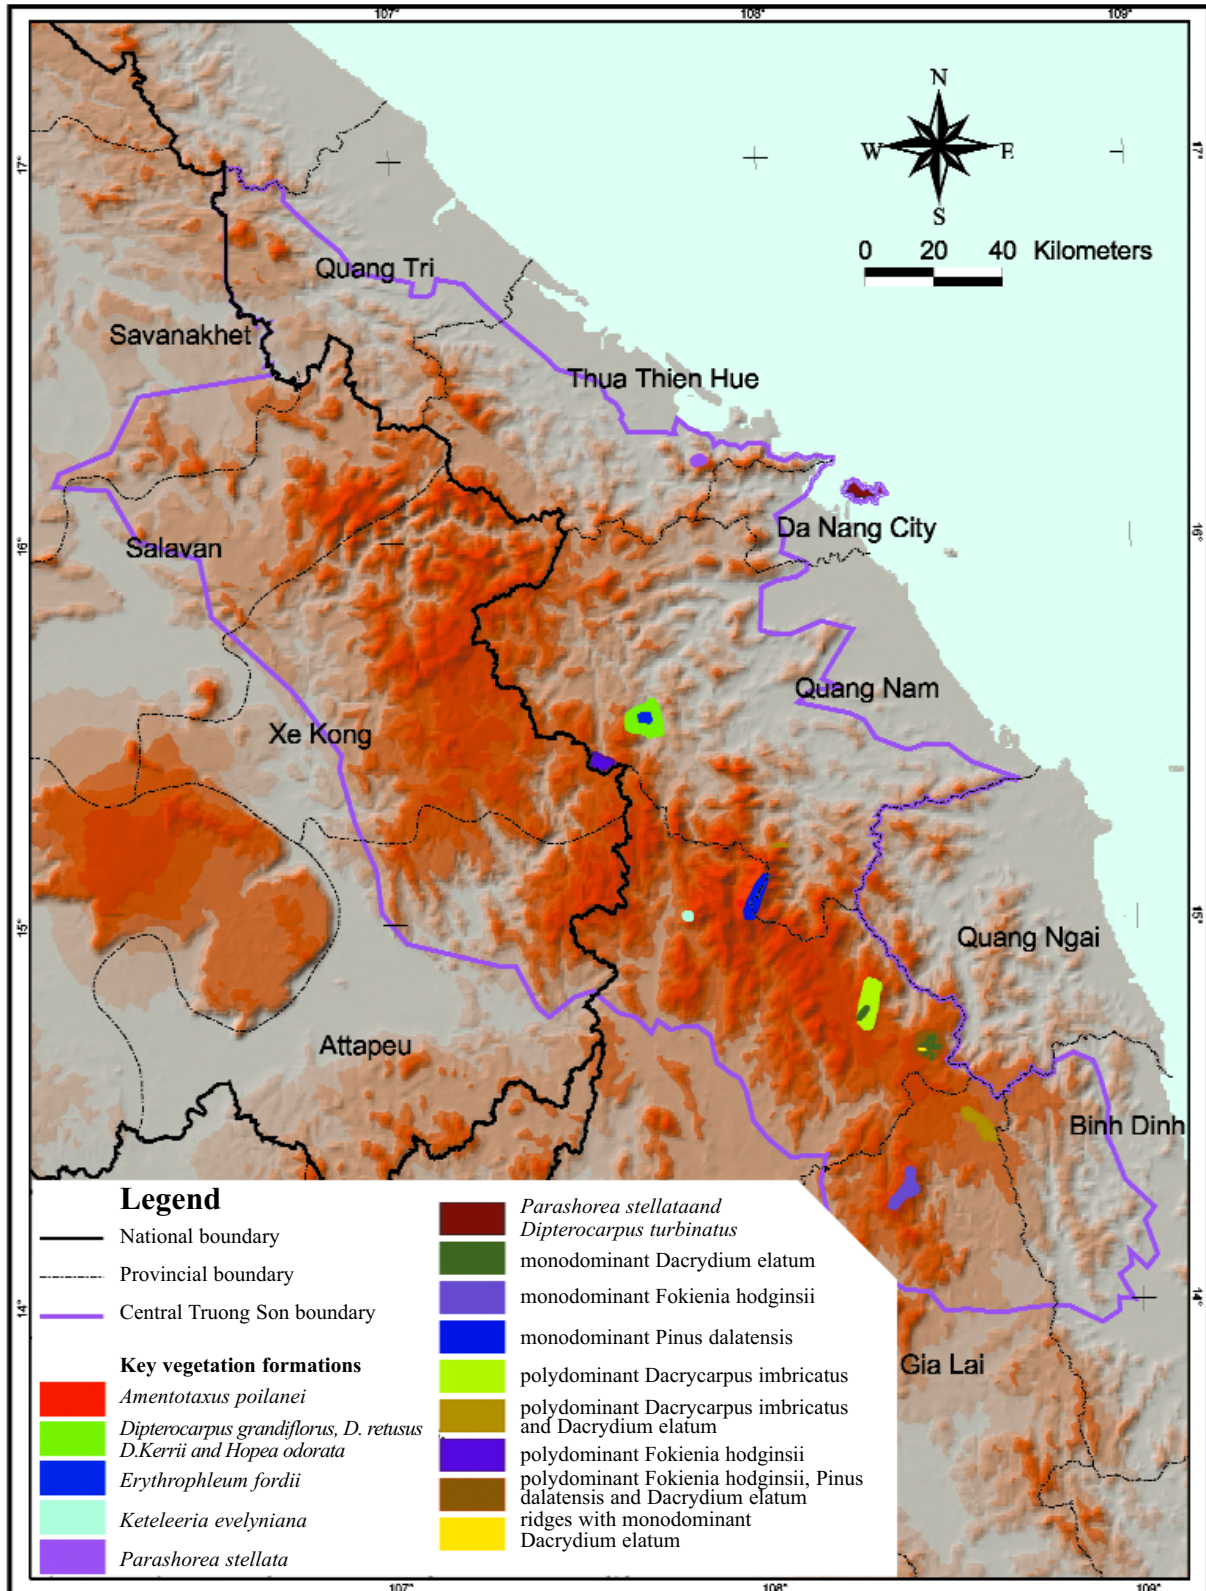 107°
108°
109°
17°
17°
N
W
E
S
0
20
40
Kilometers
Quang Tri
Savanakhet
Thua Thien Hue
Da Nang City
16°
16°
Salavan
Quang Nam
Xe Kong
15°
15°
Quang Ngai
Attapeu
Binh Dinh
14°
14°
Gia Lai
Legend
National boundary
Provincial boundary
Central Truong Son boundary
Key vegetation formations
Amentotaxus poilanei
Dipterocarpus grandiflorus, D. retusus
D.Kerrii and Hopea odorata
Erythrophleum fordii
Keteleeria evelyniana
Parashorea stellata
Parashorea stellataand
Dipterocarpus turbinatus
monodominant Dacrydium elatum
monodominant Fokienia hodginsii
monodominant Pinus dalatensis
polydominant Dacrycarpus imbricatus
polydominant Dacrycarpus imbricatus
and Dacrydium elatum
polydominant Fokienia hodginsii
polydominant Fokienia hodginsii, Pinus
dalatensis and Dacrydium elatum
ridges with monodominant
Dacrydium elatum
107°
108°
109°